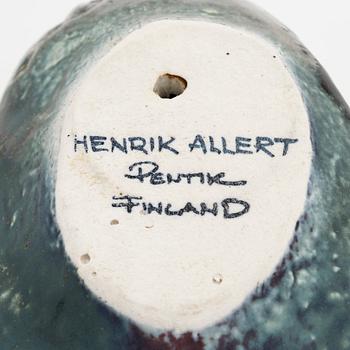 HENRIK ALLERT
PENTIK
FINLAND